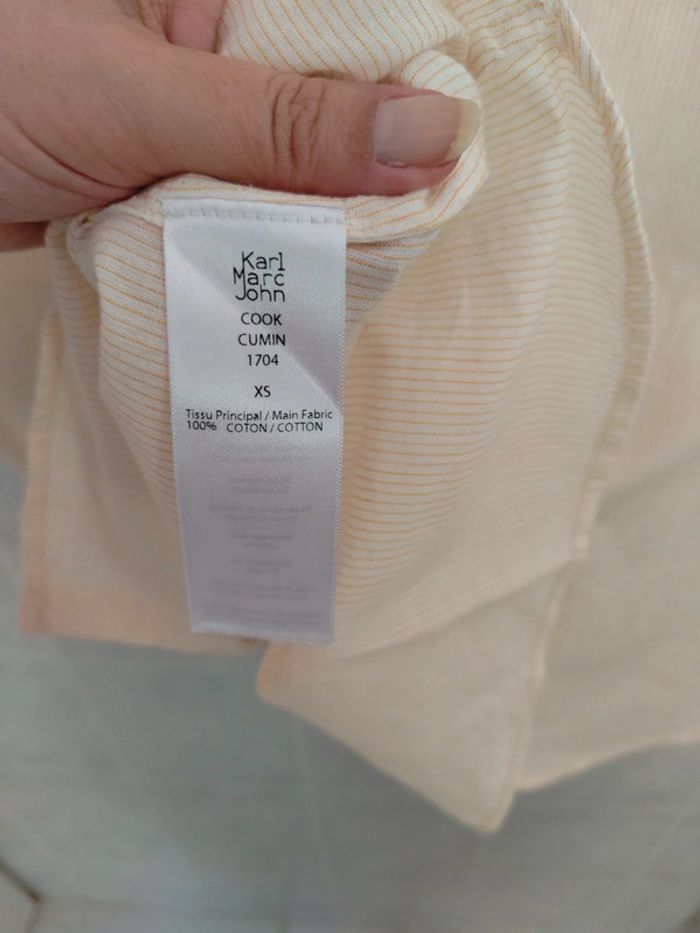 Karl
Marc
John
COOK
CUMIN
1704
XS
Tissu Principal / Main Fabric
100% COTON / COTTON